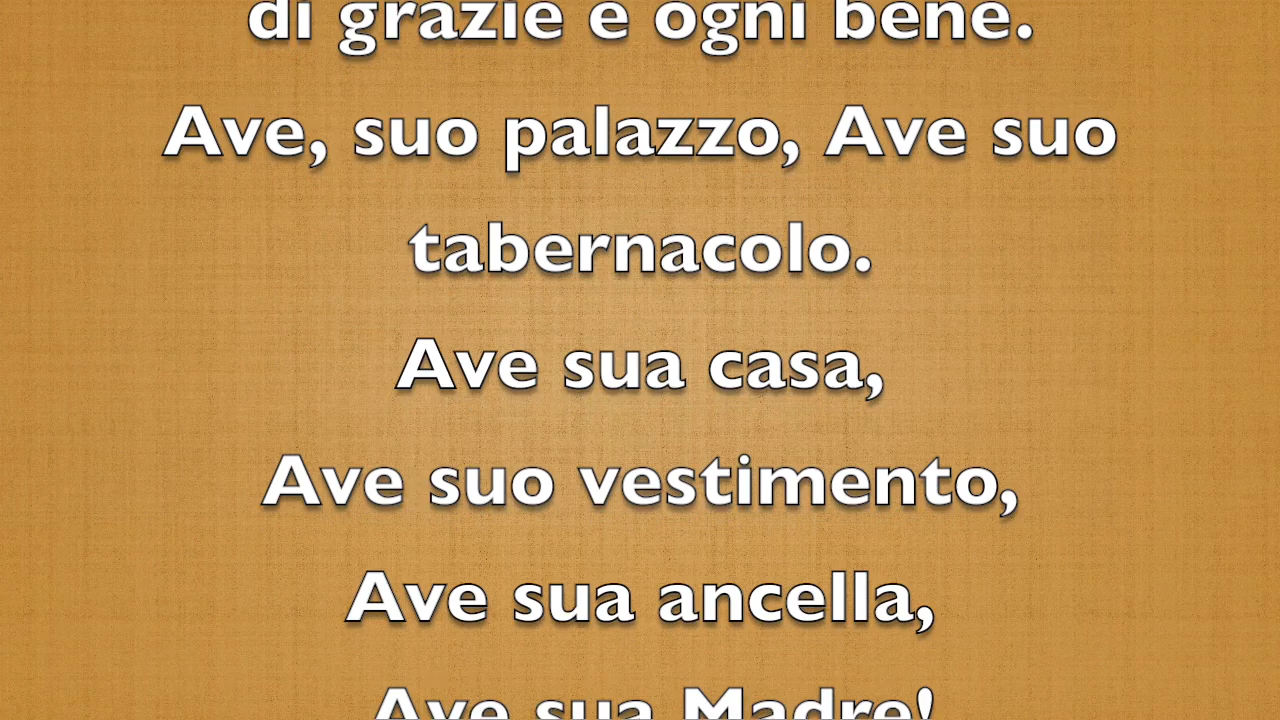 di grazie e ogni bene.
Ave, suo palazzo, Ave suo
tabernacolo.
Ave sua casa,
Ave suo vestimento,
Ave sua ancella,
Ave sua Madre!